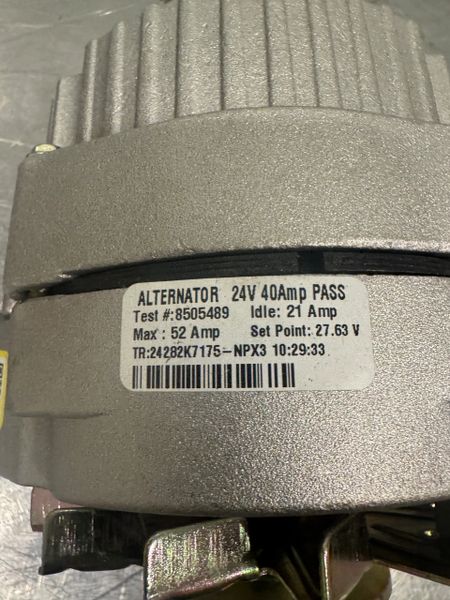 ALTERNATOR 24V 40Amp PASS
Test #:8505489 Idle: 21 Amp
Max : 52 Amp Set Point: 27.63 V
TR:24282K7175-NPX3 10:29:33